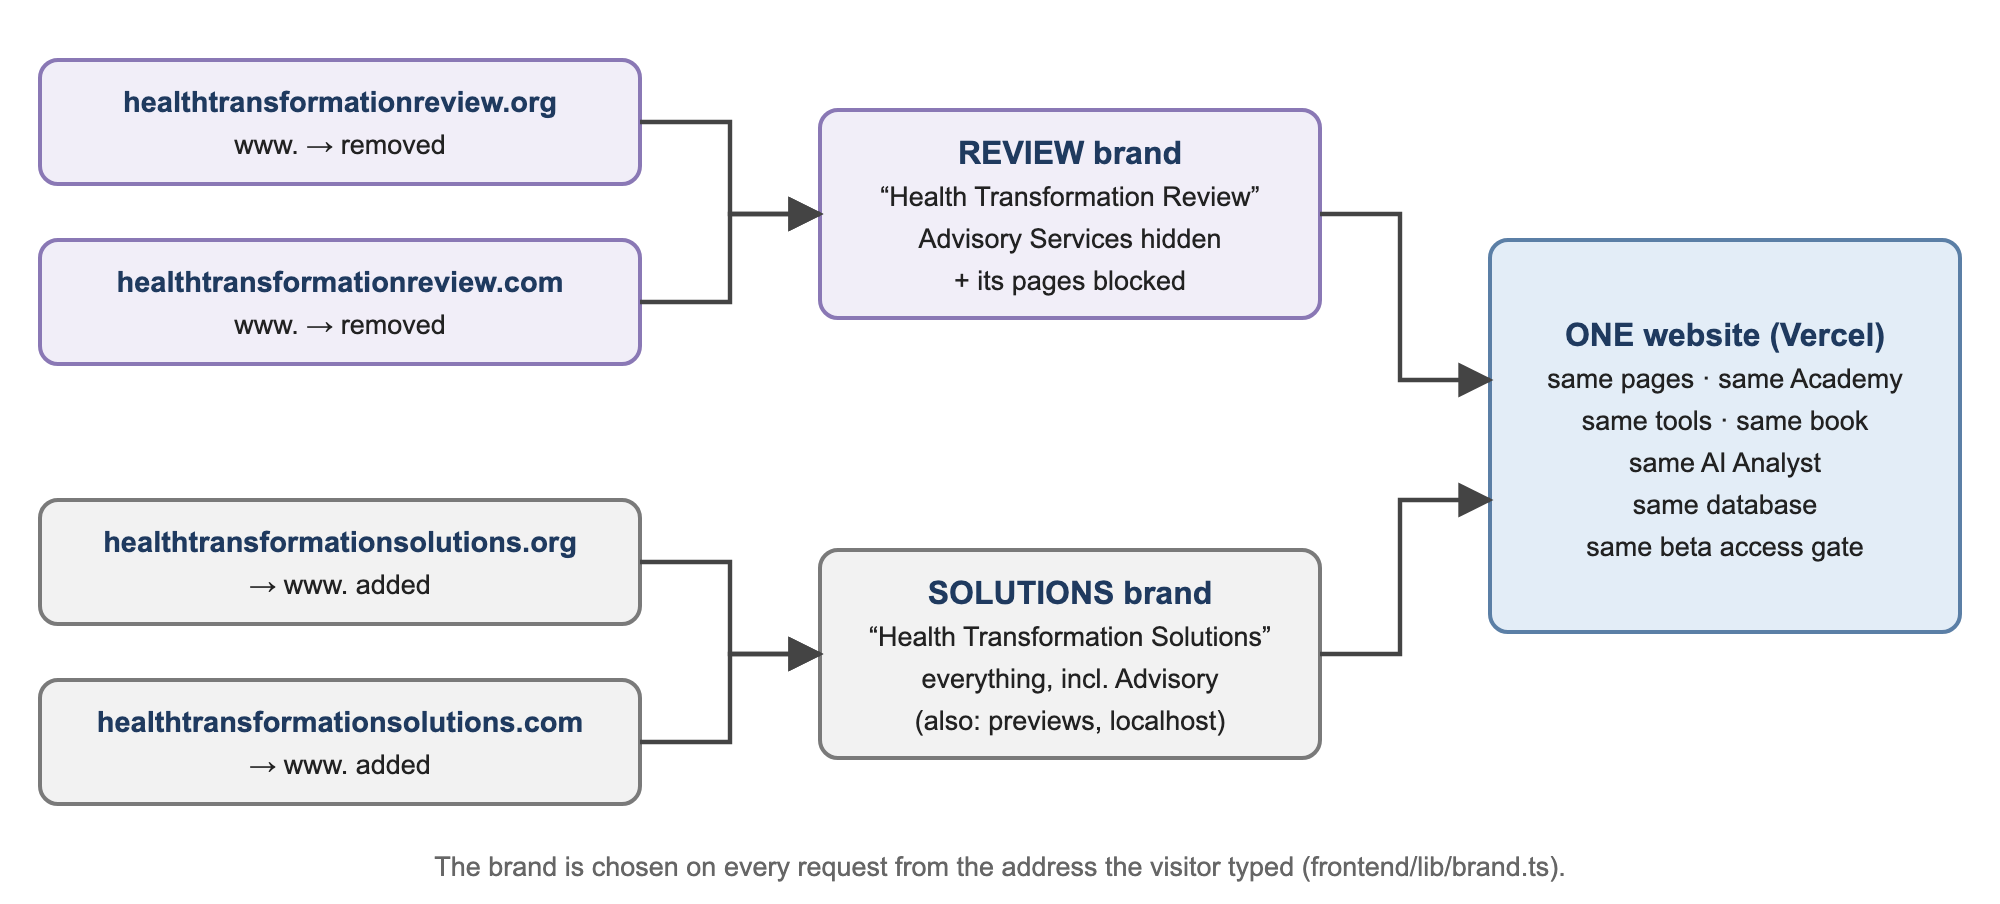 healthtransformationreview.org
www. → removed
healthtransformationreview.com
www. → removed
REVIEW brand
“Health Transformation Review”
Advisory Services hidden
+ its pages blocked
healthtransformationsolutions.org
→ www. added
healthtransformationsolutions.com
→ www. added
SOLUTIONS brand
“Health Transformation Solutions”
everything, incl. Advisory
(also: previews, localhost)
ONE website (Vercel)
same pages · same Academy
same tools · same book
same AI Analyst
same database
same beta access gate
The brand is chosen on every request from the address the visitor typed (frontend/lib/brand.ts).